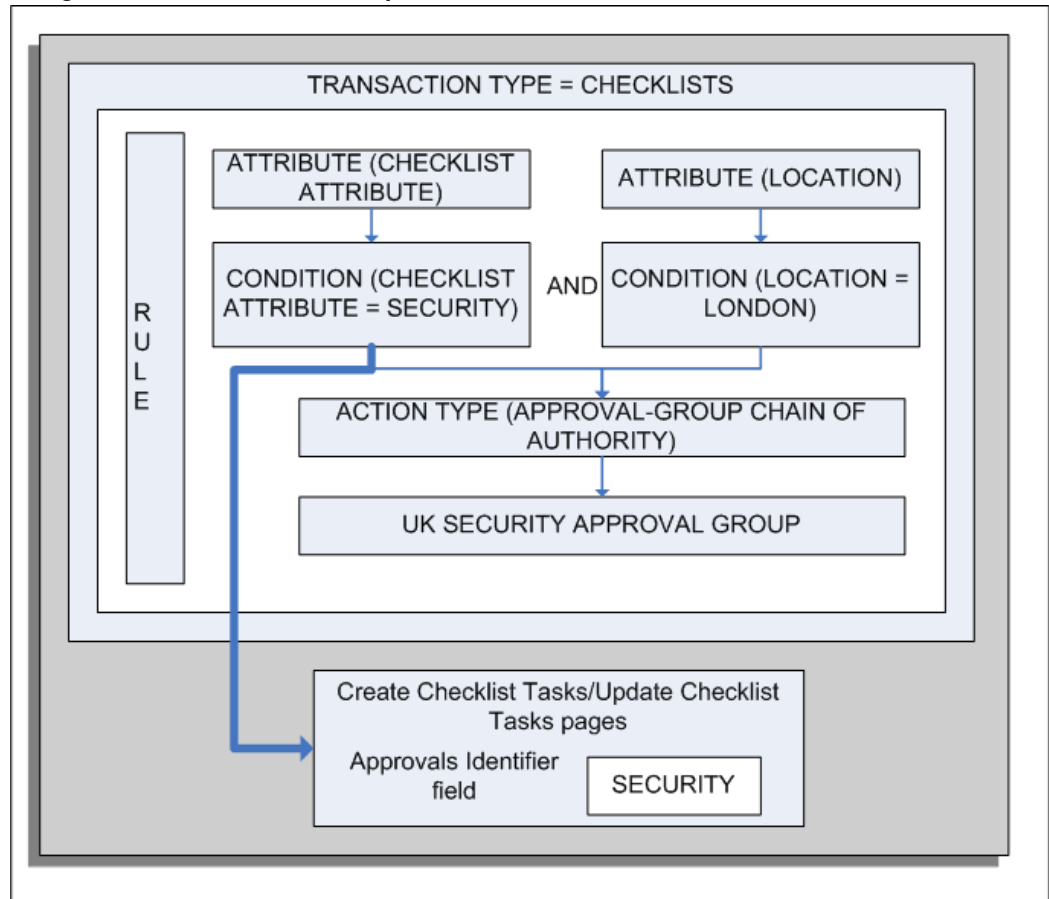 TRANSACTION TYPE = CHECKLISTS
R
U
L
E
ATTRIBUTE (CHECKLIST
ATTRIBUTE)
ATTRIBUTE (LOCATION)
CONDITION (CHECKLIST
ATTRIBUTE = SECURITY)
AND
CONDITION (LOCATION =
LONDON)
ACTION TYPE (APPROVAL-GROUP CHAIN OF
AUTHORITY)
UK SECURITY APPROVAL GROUP
Create Checklist Tasks/Update Checklist
Tasks pages
Approvals Identifier
field
SECURITY